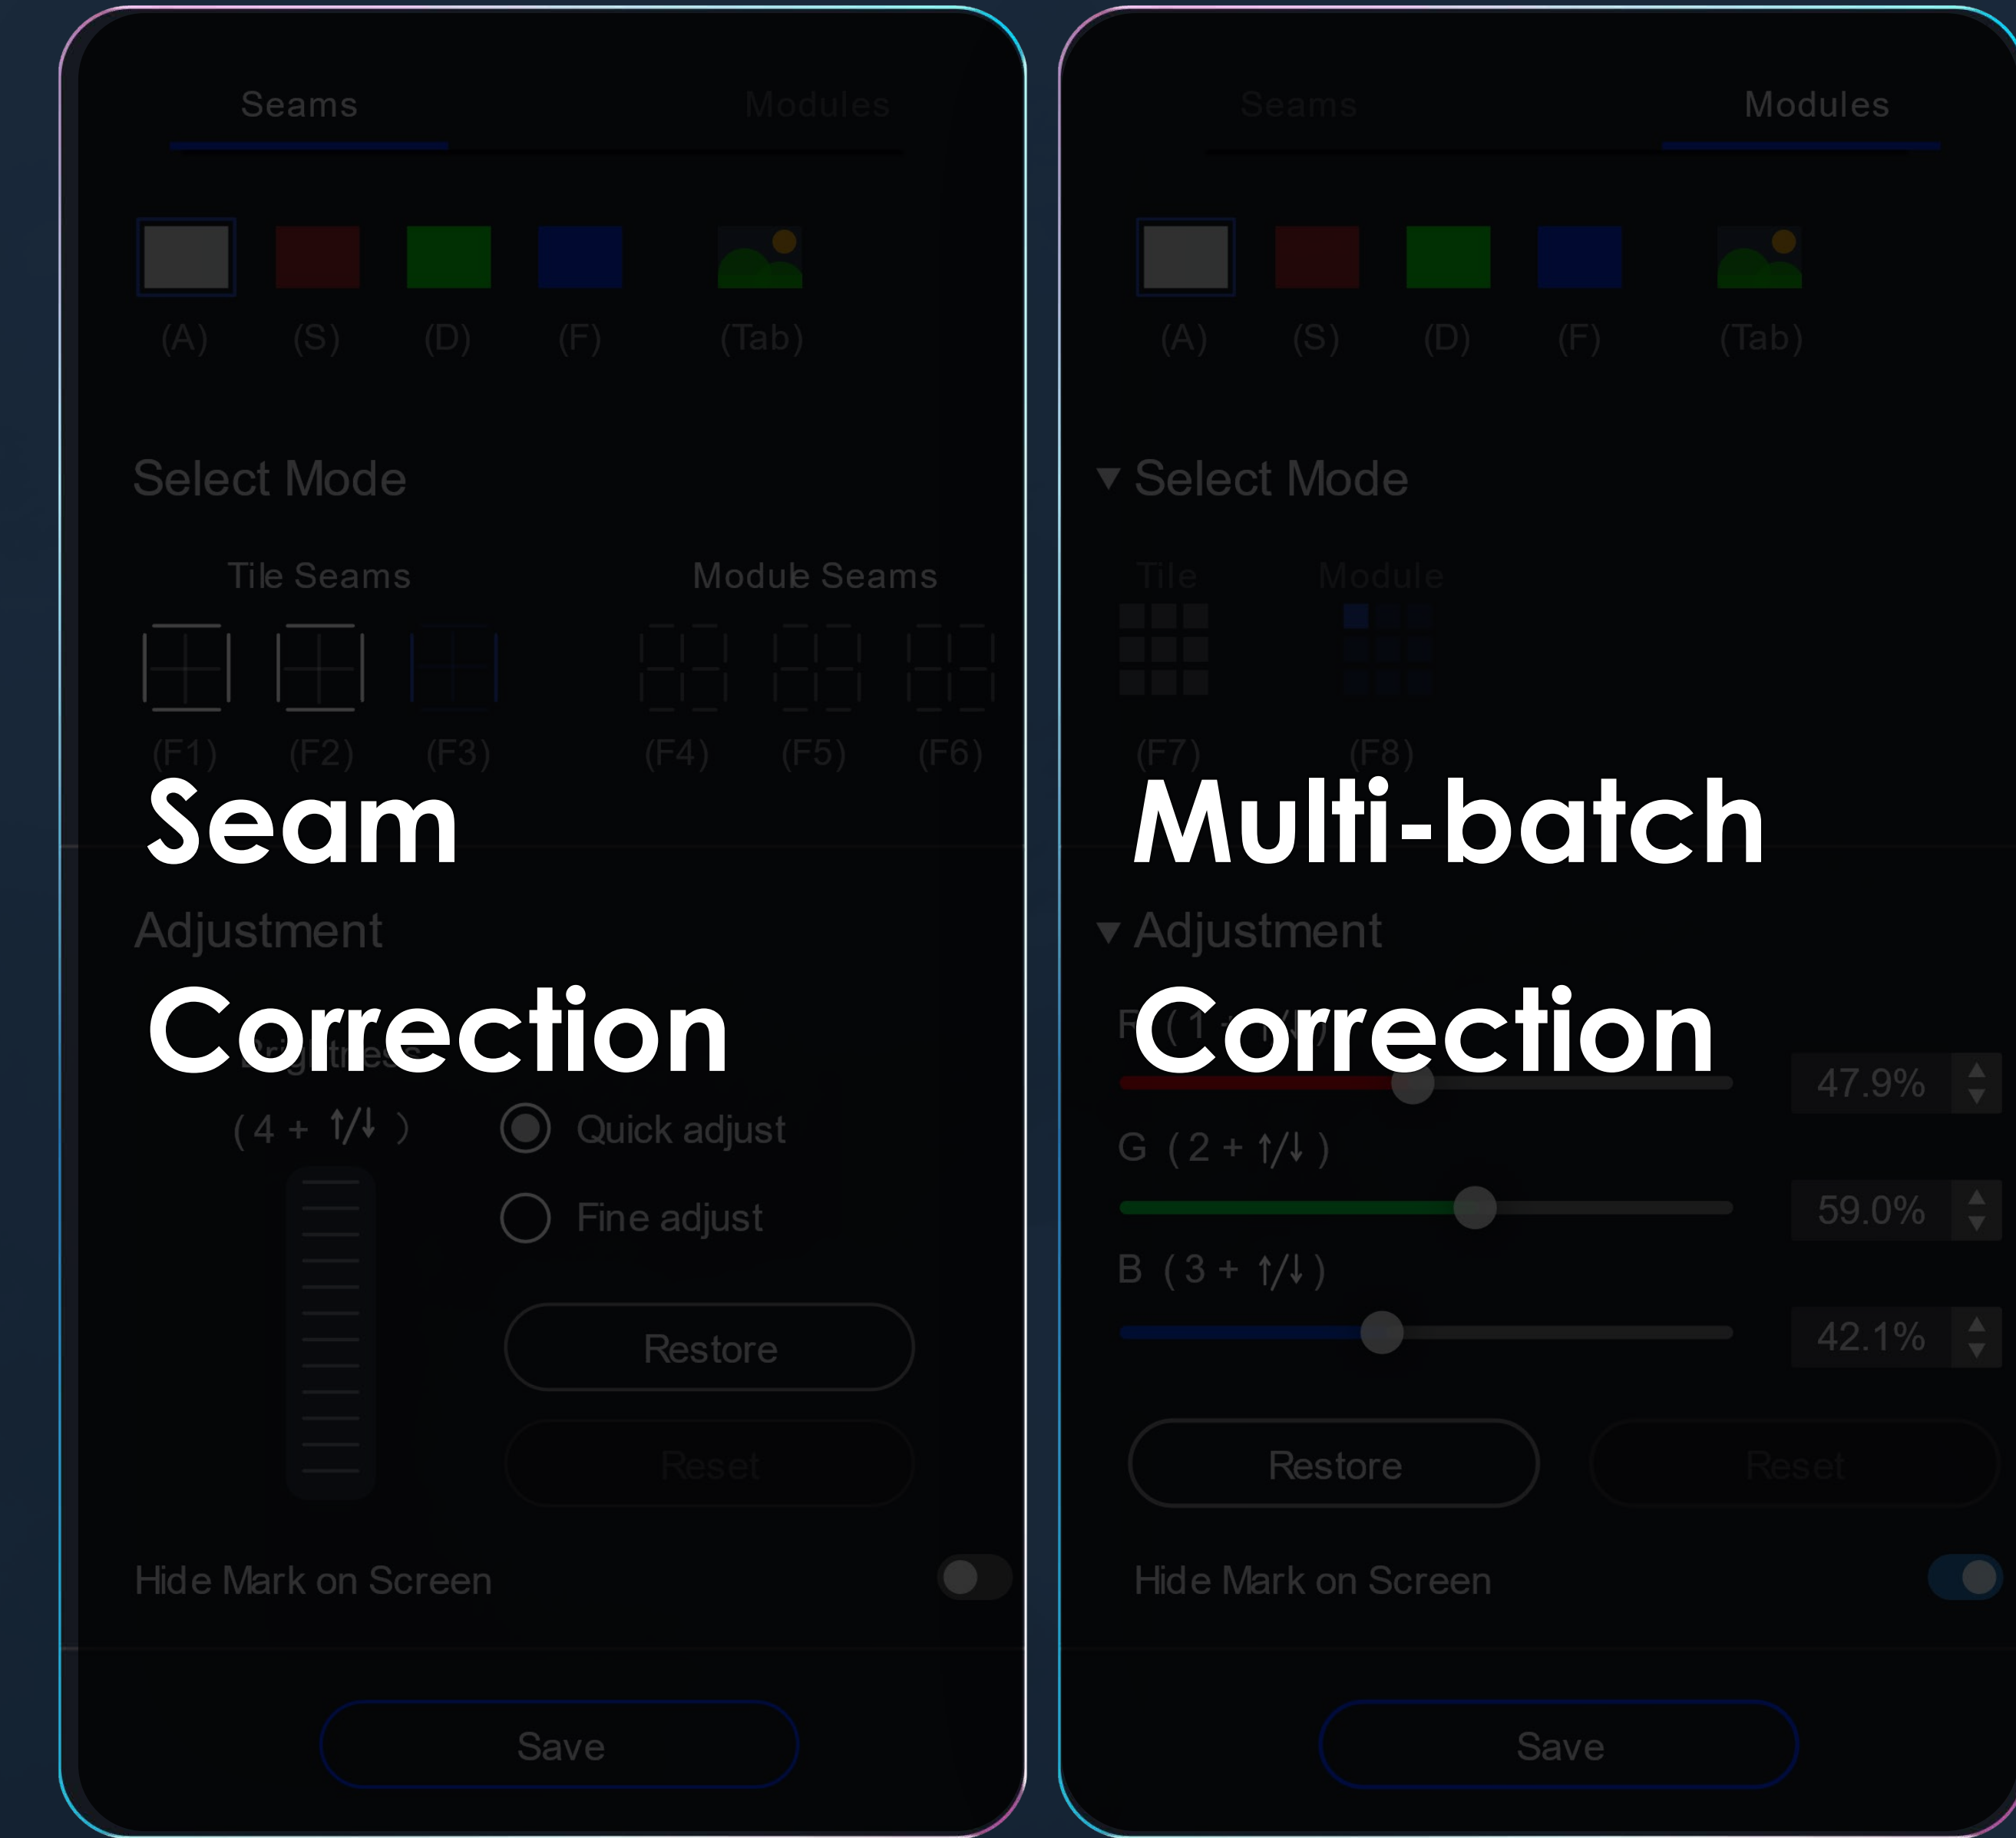 Seams Modules
(A) (S) (D) (F) (Tab)
Select Mode
Tile Seams Module Seams
(F1) (F2) (F3) (F4) (F5) (F6)
Seam
Adjustment
Correction
Brightness
(4 + ↑/↓)
Quick adjust
Fine adjust
Restore
Reset
Hide Mark on Screen
Save
Seams Modules
(A) (S) (D) (F) (Tab)
▼ Select Mode
Tile Module
(F7) (F8)
Multi-batch
▼ Adjustment
Correction
R (1 + ↑/↓)
47.9%
G (2 + ↑/↓)
59.0%
B (3 + ↑/↓)
42.1%
Restore Reset
Hide Mark on Screen
Save